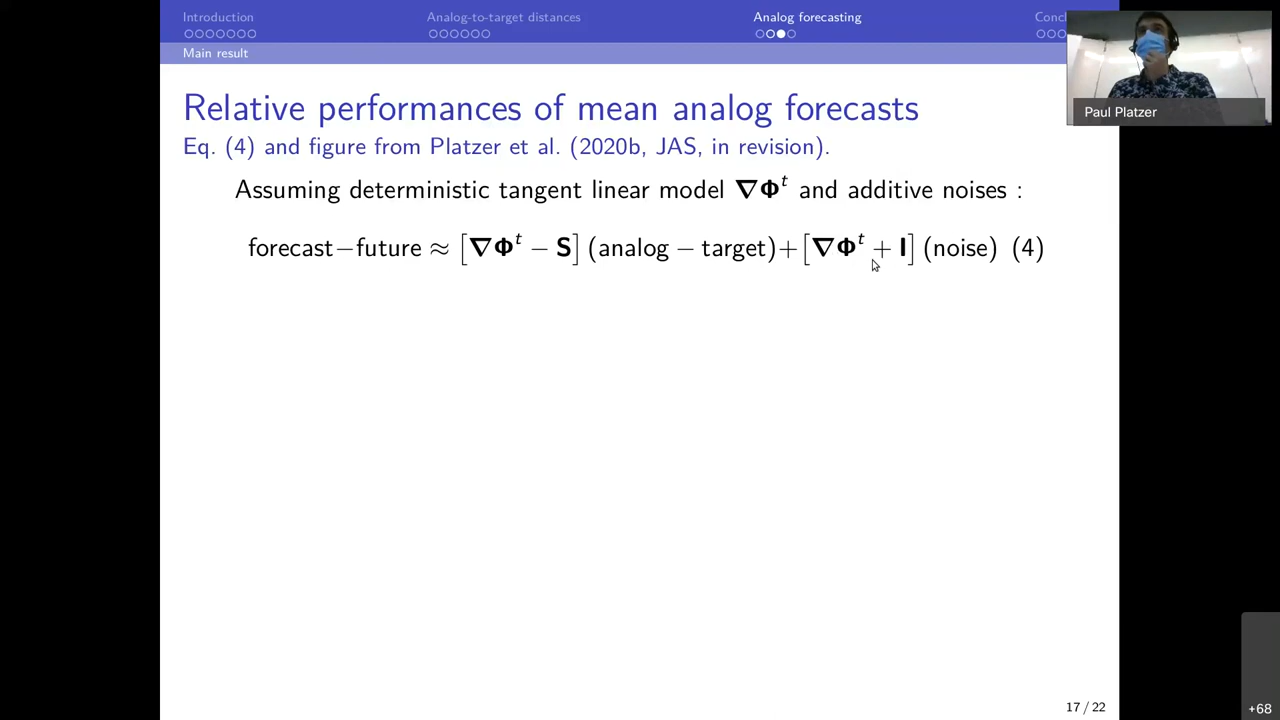 Introduction
Analog-to-target distances
Analog forecasting
Main result
Paul Platzer
Relative performances of mean analog forecasts
Eq. (4) and figure from Platzer et al. (2020b, JAS, in revision).
Assuming deterministic tangent linear model ∇Φ^t and additive noises :
forecast−future ≈ [∇Φ^t − S] (analog − target)+[∇Φ^t + I] (noise) (4)
17 / 22
+68